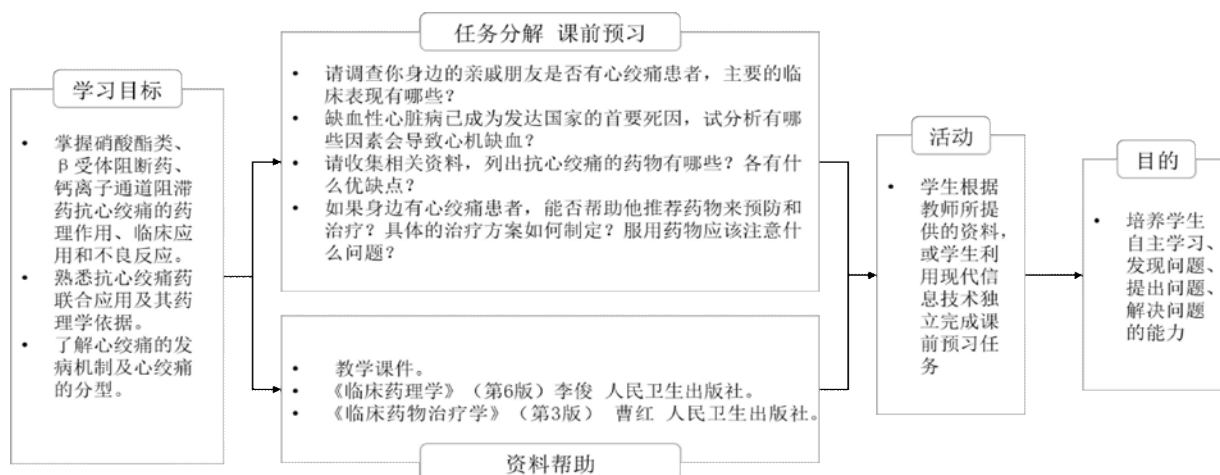 学习目标
• 掌握硝酸酯类、
β受体阻断药、
钙离子通道阻滞
药抗心绞痛的药
理作用、临床应
用和不良反应。
• 熟悉抗心绞痛药
联合应用及其药
理学依据。
• 了解心绞痛的发
病机制及心绞痛
的分型。
任务分解 课前预习
• 请调查你身边的亲戚朋友是否有心绞痛患者，主要的临
床表现有哪些？
• 缺血性心脏病已成为发达国家的首要死因，试分析有哪
些因素会导致心机缺血？
• 请收集相关资料，列出抗心绞痛的药物有哪些？各有什
么优缺点？
• 如果身边有心绞痛患者，能否帮助他推荐药物来预防和
治疗？具体的治疗方案如何制定？服用药物应该注意什
么问题？
• 教学课件。
• 《临床药理学》（第6版）李俊 人民卫生出版社。
• 《临床药物治疗学》（第3版） 曹红 人民卫生出版社。
资料帮助
活动
• 学生根据
教师所提
供的资料，
或学生利
用现代信
息技术独
立完成课
前预习任
务
目的
• 培养学生
自主学习、
发现问题、
提出问题、
解决问题
的能力